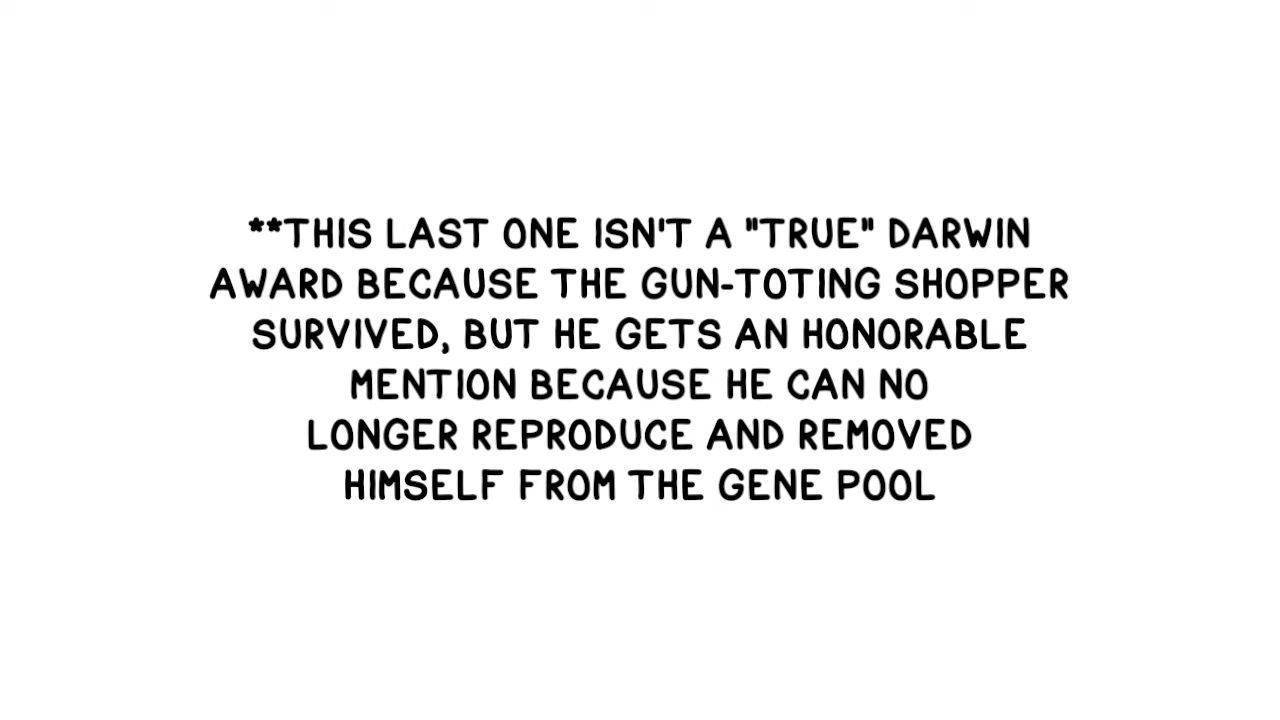 **THIS LAST ONE ISN'T A "TRUE" DARWIN
AWARD BECAUSE THE GUN-TOTING SHOPPER
SURVIVED, BUT HE GETS AN HONORABLE
MENTION BECAUSE HE CAN NO
LONGER REPRODUCE AND REMOVED
HIMSELF FROM THE GENE POOL